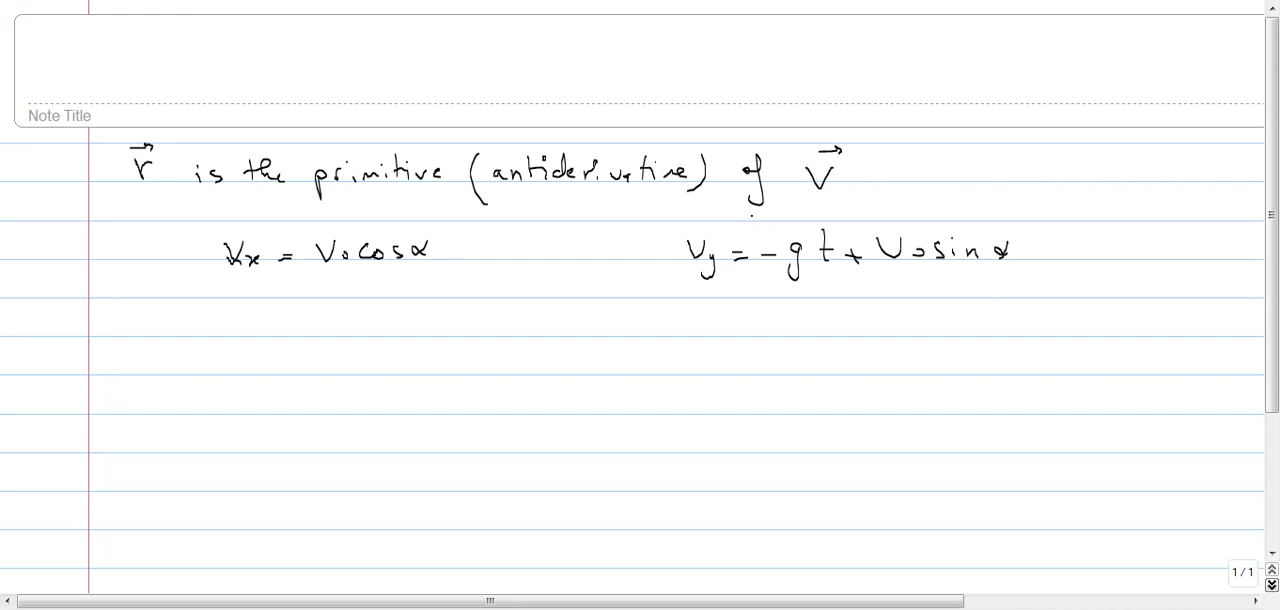 Note Title
r⃗ is the primitive (antiderivative) of V⃗
Vx = V₀cosα Vy = -gt + V₀sinα
1 / 1